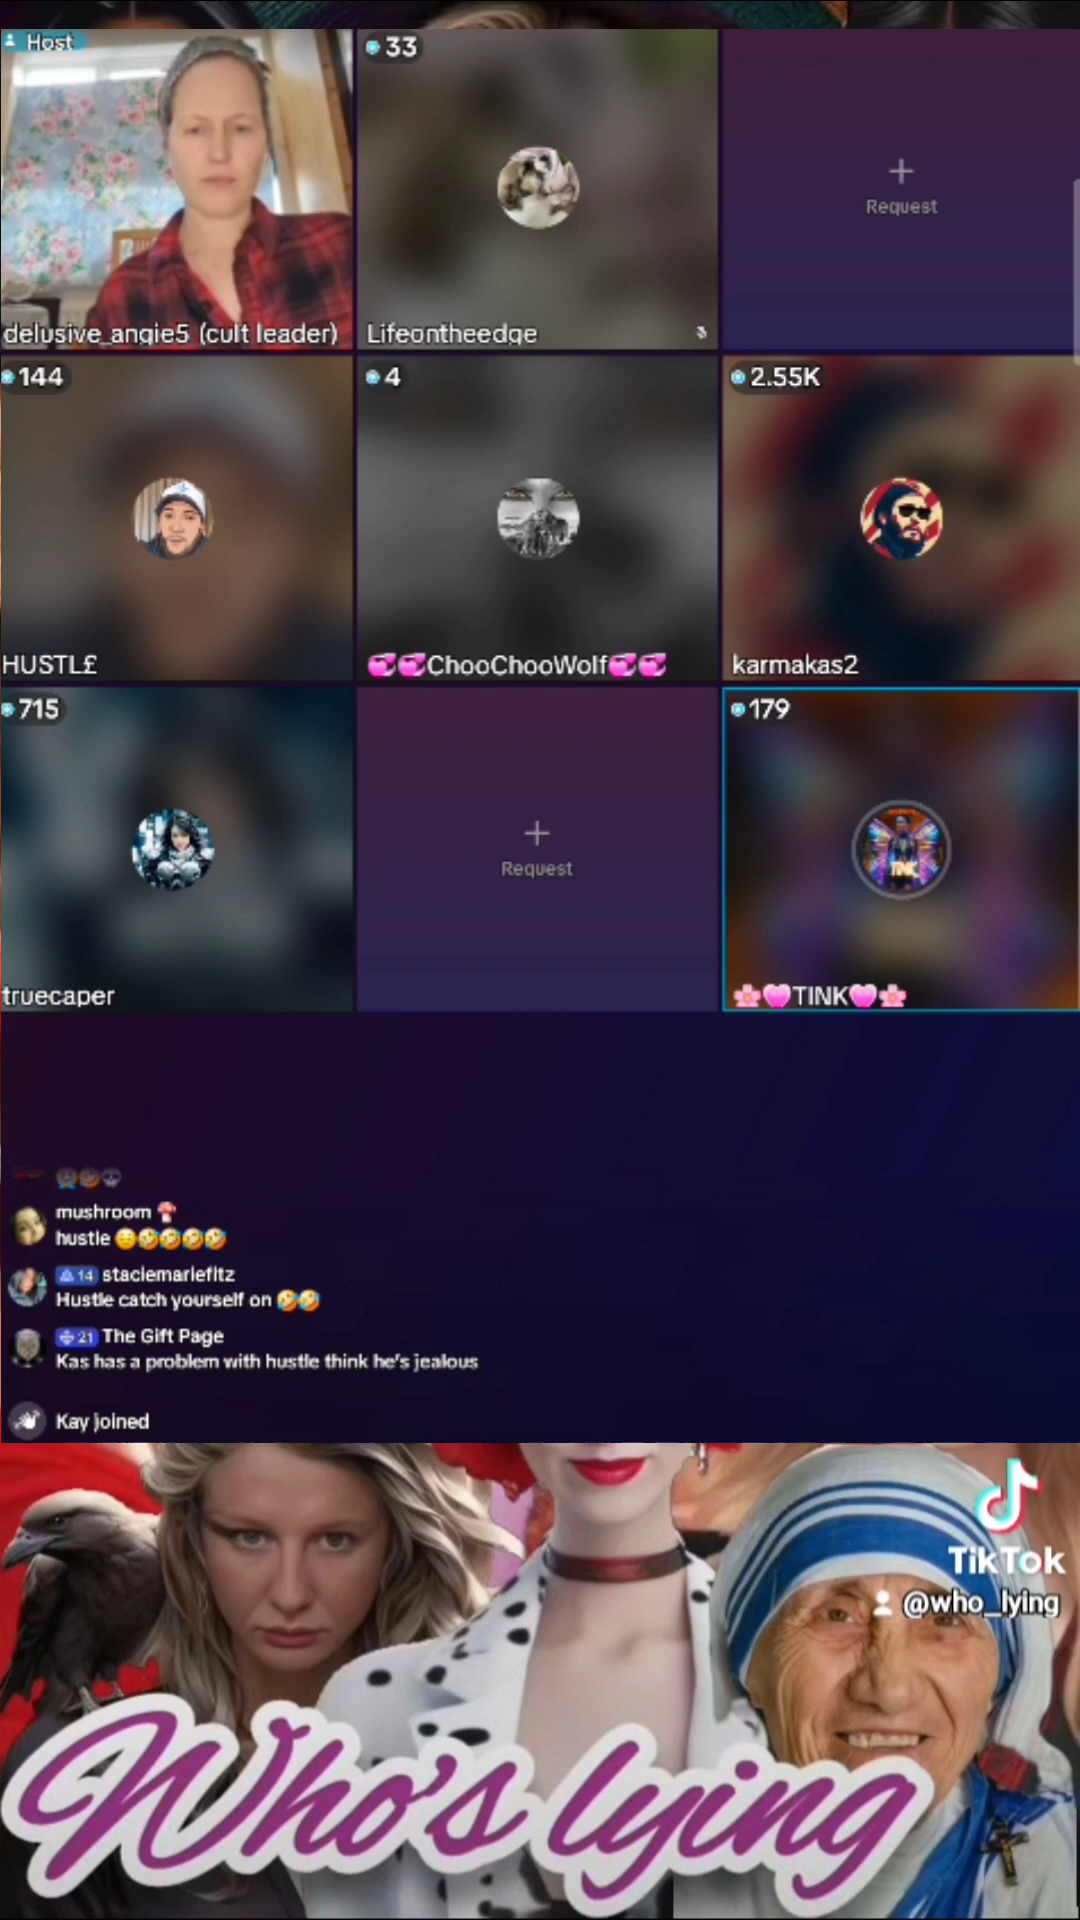 Host
delusive_angie5 (cult leader)
33
Lifeontheedge
+
Request
144
HUSTL£
4
💞💞ChooChooWolf💞💞
2.55K
karmakas2
715
truecaper
+
Request
179
TINK
🌸💗TINK💗🌸
mushroom 🍄
hustle 😑🤣🤣🤣🤣
14 staciemariefitz
Hustle catch yourself on 🤣🤣
21 The Gift Page
Kas has a problem with hustle think he's jealous
Kay joined
TikTok
@who_lying
Who's lying